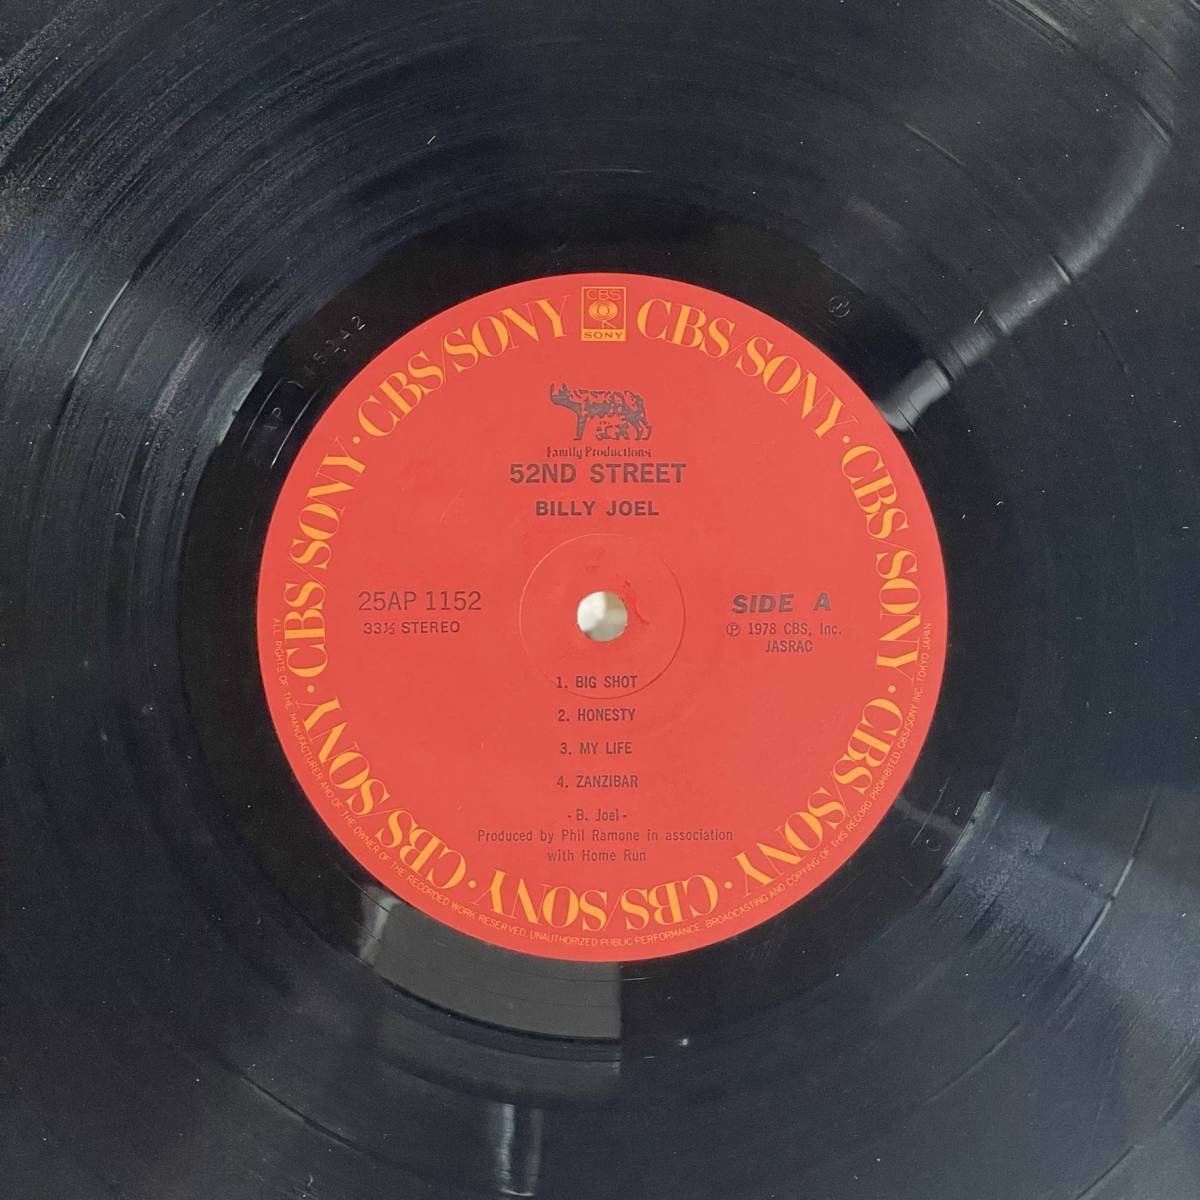 CBS/SONY · CBS/SONY · CBS/SONY · CBS/SONY · CBS/SONY · CBS/SONY · CBS/SONY · CBS/SONY
CBS
SONY
Family Productions
52ND STREET
BILLY JOEL
25AP 1152
33⅓ STEREO
SIDE A
Ⓟ 1978 CBS, Inc.
JASRAC
1. BIG SHOT
2. HONESTY
3. MY LIFE
4. ZANZIBAR
- B. Joel -
Produced by Phil Ramone in association
with Home Run
ALL RIGHTS OF THE MANUFACTURER AND OF THE OWNER OF THE RECORDED WORK RESERVED. UNAUTHORIZED PUBLIC PERFORMANCE, BROADCASTING AND COPYING OF THIS RECORD PROHIBITED. CBS/SONY INC. TOKYO JAPAN